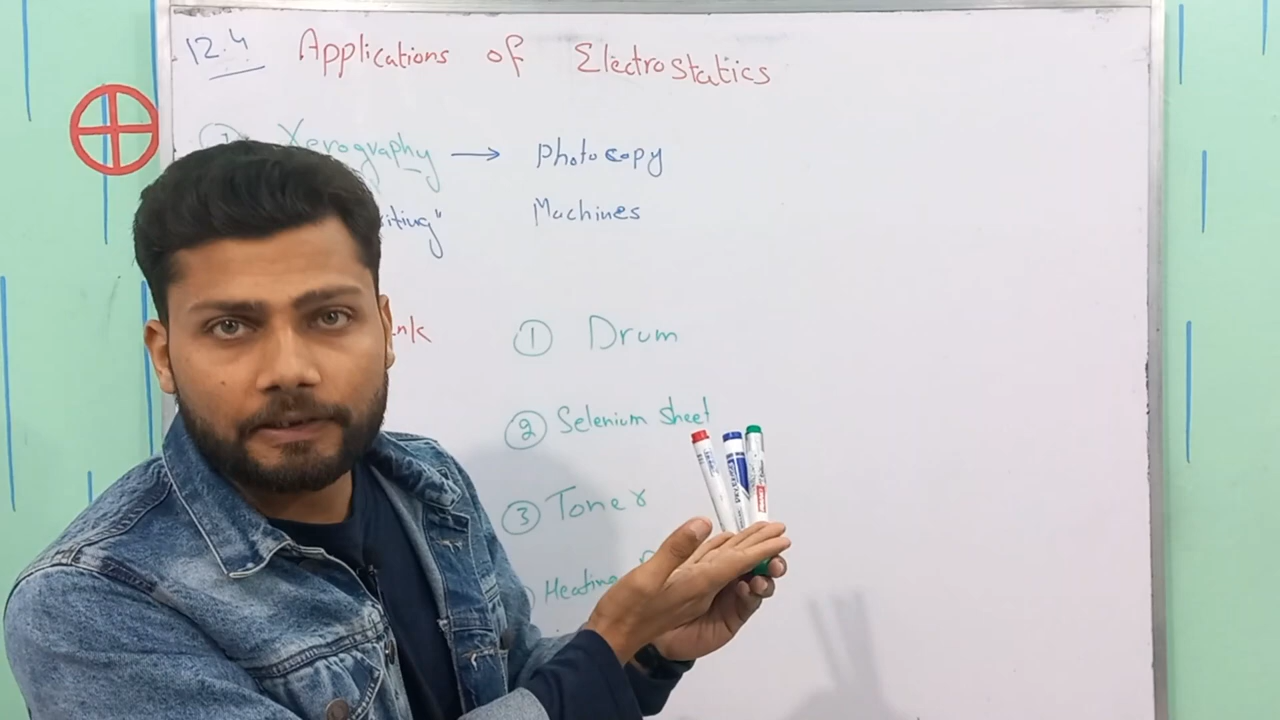 12.4 Applications of Electrostatics
Xerography → Photocopy
Machines
① Drum
② Selenium sheet
③ Toner
Heating